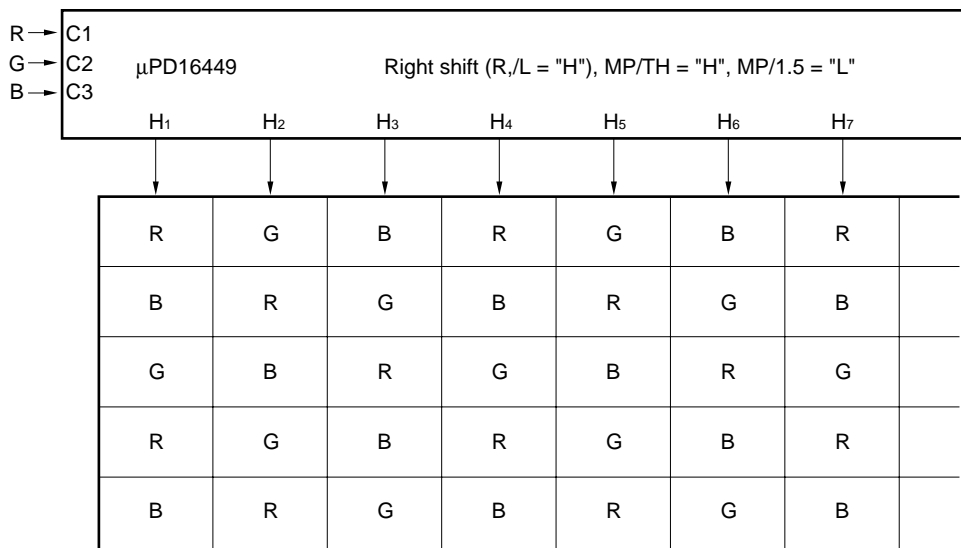 R C1
G C2
B C3
μPD16449 Right shift (R,/L = "H"), MP/TH = "H", MP/1.5 = "L"
H1 H2 H3 H4 H5 H6 H7
R G B R G B R
B R G B R G B
G B R G B R G
R G B R G B R
B R G B R G B